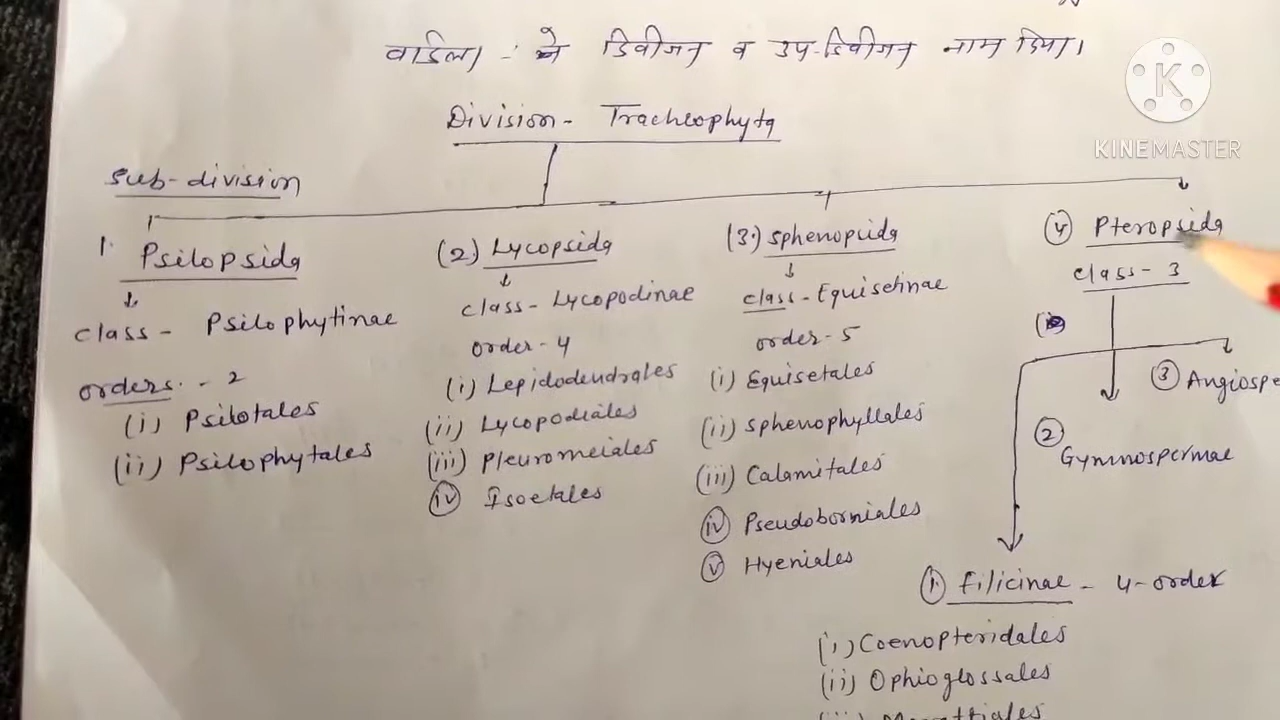 वार्डला :- ने डिवीजन व उप-डिवीजन नाम दिया।
Division - Tracheophyta
Sub-division
1. Psilopsida
class - Psilophytinae
orders - 2
(i) Psilotales
(ii) Psilophytales
(2.) Lycopsida
class - Lycopodinae
order - 4
(i) Lepidodendrales
(ii) Lycopodiales
(iii) Pleuromeiales
(iv) Isoetales
(3.) Sphenopsida
class - Equisetinae
order - 5
(i) Equisetales
(ii) Sphenophyllales
(iii) Calamitales
(iv) Pseudoborniales
(v) Hyeniales
(4) Pteropsida
class - 3
(3) Angiospe
(2)
Gymnospermae
(1.) Filicinae - 4-order
(i) Coenopteridales
(ii) Ophioglossales
K
KINEMASTER